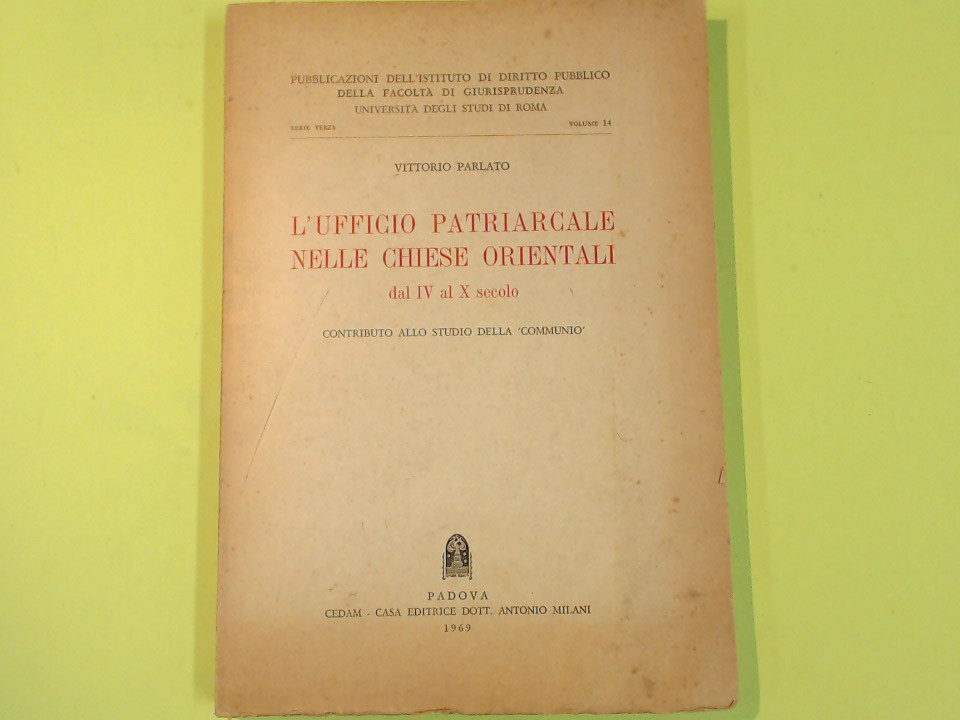 PUBBLICAZIONI DELL'ISTITUTO DI DIRITTO PUBBLICO
DELLA FACOLTÀ DI GIURISPRUDENZA
UNIVERSITÀ DEGLI STUDI DI ROMA
SERIE TERZA VOLUME 14
VITTORIO PARLATO
L'UFFICIO PATRIARCALE
NELLE CHIESE ORIENTALI
dal IV al X secolo
CONTRIBUTO ALLO STUDIO DELLA 'COMMUNIO'
PADOVA
CEDAM - CASA EDITRICE DOTT. ANTONIO MILANI
1969